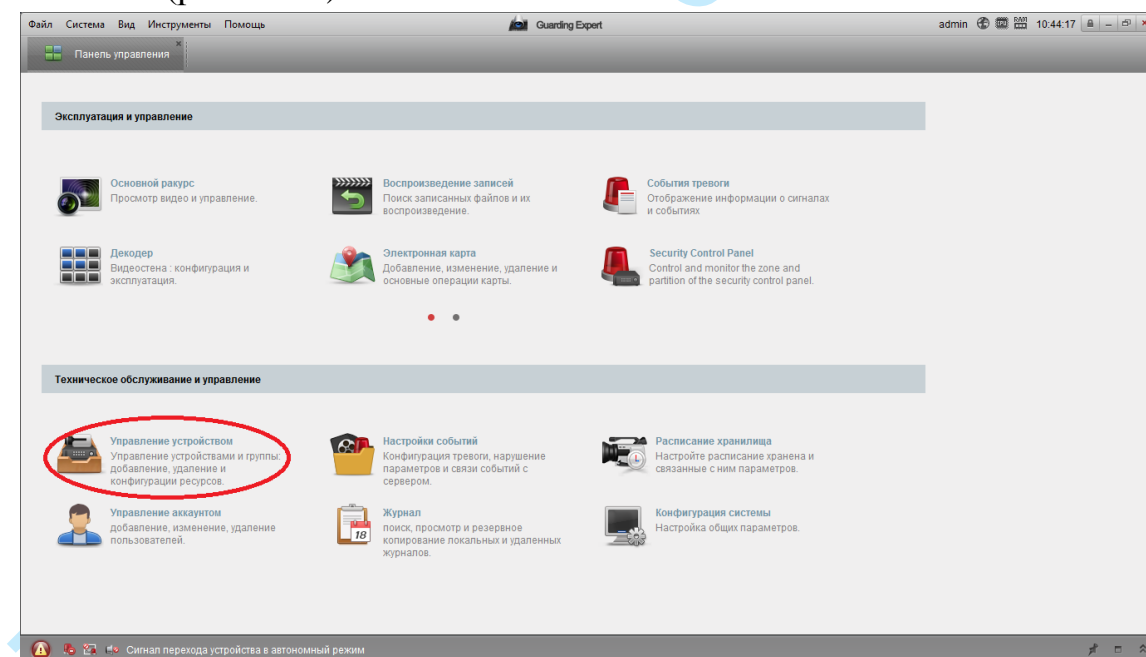 Файл Система Вид Инструменты Помощь Guarding Expert admin 10:44:17
Панель управления
Эксплуатация и управление
Основной ракурс
Просмотр видео и управление.
Воспроизведение записей
Поиск записанных файлов и их
воспроизведение.
События тревоги
Отображение информации о сигналах
и событиях
Декодер
Видеостена : конфигурация и
эксплуатация.
Электронная карта
Добавление, изменение, удаление и
основные операции карты.
Security Control Panel
Control and monitor the zone and
partition of the security control panel.
Техническое обслуживание и управление
Управление устройством
Управление устройствами и группы:
добавление, удаление и
конфигурации ресурсов.
Настройки событий
Конфигурация тревоги, нарушение
параметров и связи событий с
сервером.
Расписание хранилища
Настройте расписание хранена и
связанные с ним параметров.
Управление аккаунтом
добавление, изменение, удаление
пользователей.
Журнал
поиск, просмотр и резервное
копирование локальных и удаленных
журналов.
18
Конфигурация системы
Настройка общих параметров.
Сигнал перехода устройства в автономный режим